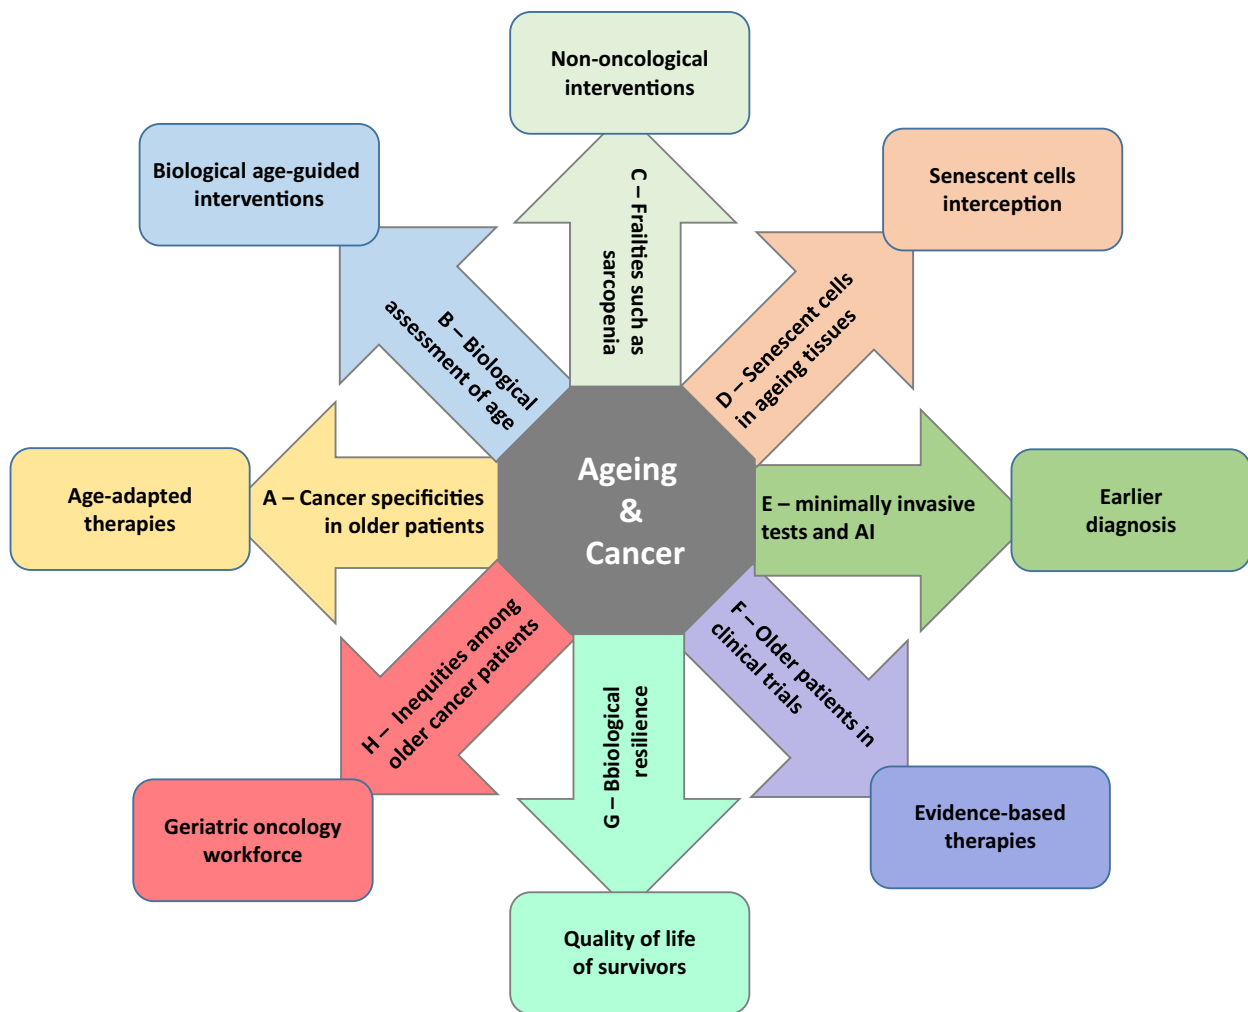 Non-oncological
interventions
Biological age-guided
interventions
Senescent cells
interception
C – Frailties such as
sarcopenia
B – Biological
assessment of age
D – Senescent cells
in ageing tissues
Age-adapted
therapies
A – Cancer specificities
in older patients
Ageing
&
Cancer
E – minimally invasive
tests and AI
Earlier
diagnosis
H – Inequities among
older cancer patients
G – Bbiological
resilience
F – Older patients in
clinical trials
Geriatric oncology
workforce
Evidence-based
therapies
Quality of life
of survivors